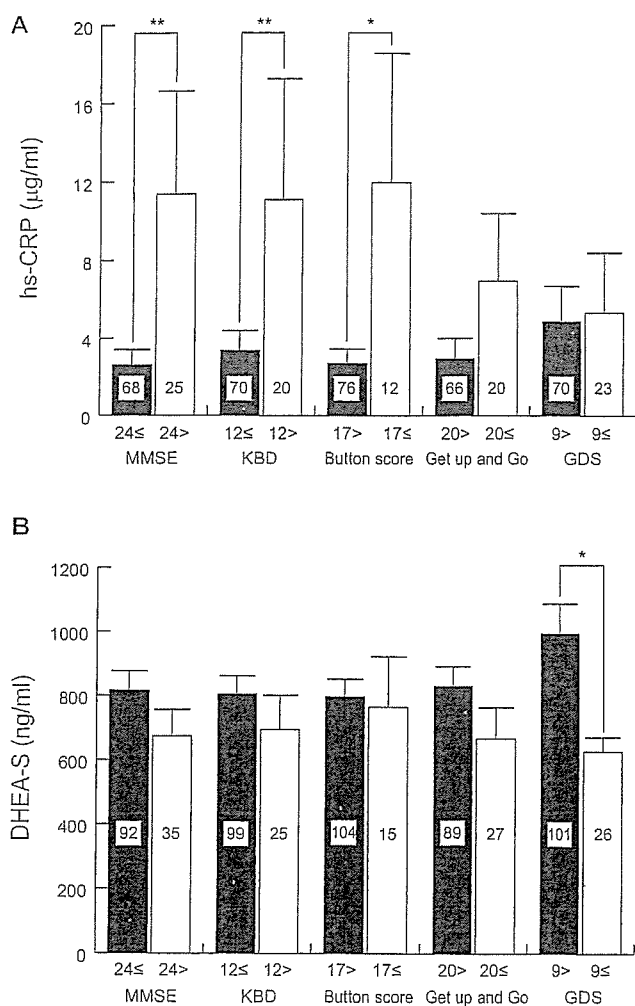 A
**
**
*
20
16
12
8
4
0
hs-CRP (μg/ml)
68 25 70 20 76 12 66 20 70 23
24≤ 24> 12≤ 12> 17> 17≤ 20> 20≤ 9> 9≤
MMSE KBD Button score Get up and Go GDS
B
*
1200
1000
800
600
400
200
0
DHEA-S (ng/ml)
92 35 99 25 104 15 89 27 101 26
24≤ 24> 12≤ 12> 17> 17≤ 20> 20≤ 9> 9≤
MMSE KBD Button score Get up and Go GDS